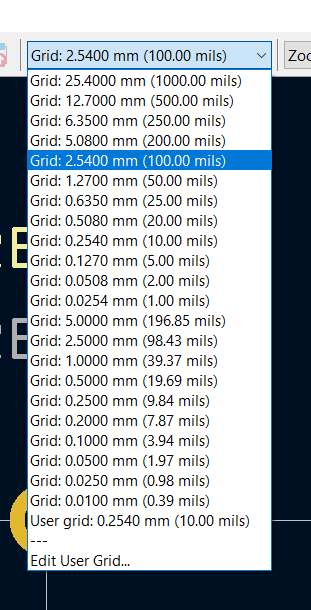 Grid: 2.5400 mm (100.00 mils)
Zoo
Grid: 25.4000 mm (1000.00 mils)
Grid: 12.7000 mm (500.00 mils)
Grid: 6.3500 mm (250.00 mils)
Grid: 5.0800 mm (200.00 mils)
Grid: 2.5400 mm (100.00 mils)
Grid: 1.2700 mm (50.00 mils)
Grid: 0.6350 mm (25.00 mils)
Grid: 0.5080 mm (20.00 mils)
Grid: 0.2540 mm (10.00 mils)
Grid: 0.1270 mm (5.00 mils)
Grid: 0.0508 mm (2.00 mils)
Grid: 0.0254 mm (1.00 mils)
Grid: 5.0000 mm (196.85 mils)
Grid: 2.5000 mm (98.43 mils)
Grid: 1.0000 mm (39.37 mils)
Grid: 0.5000 mm (19.69 mils)
Grid: 0.2500 mm (9.84 mils)
Grid: 0.2000 mm (7.87 mils)
Grid: 0.1000 mm (3.94 mils)
Grid: 0.0500 mm (1.97 mils)
Grid: 0.0250 mm (0.98 mils)
Grid: 0.0100 mm (0.39 mils)
User grid: 0.2540 mm (10.00 mils)
---
Edit User Grid...